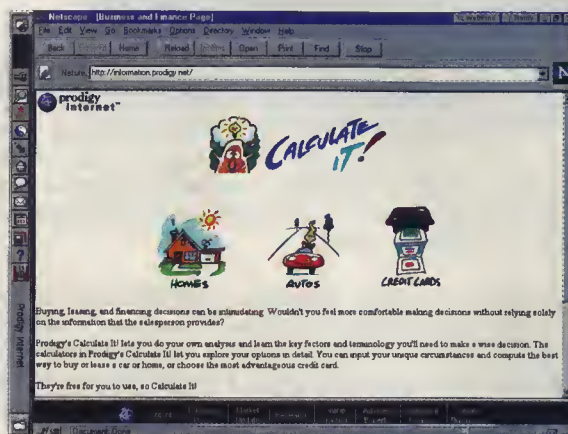 Netscape - [Business and Finance Page]
File Edit View Go Bookmarks Options Directory Window Help
Back Home Reload Open Print Find Stop
http://information.prodigy.net/
prodigy
internet™
CALCULATE
IT!
HOMES AUTOS CREDIT CARDS
Buying, leasing, and financing decisions can be intimidating. Wouldn't you feel more comfortable making decisions without relying solely
on the information that the salesperson provides?
Prodigy's Calculate It! lets you do your own analysis and learn the key factors and terminology you'll need to make a wise decision. The
calculators in Prodigy's Calculate It! let you explore your options in detail. You can input your unique circumstances and compute the best
way to buy or lease a car or home, or choose the most advantageous credit card.
They're free for you to use, so Calculate It!
Prodigy Internet
Document Done